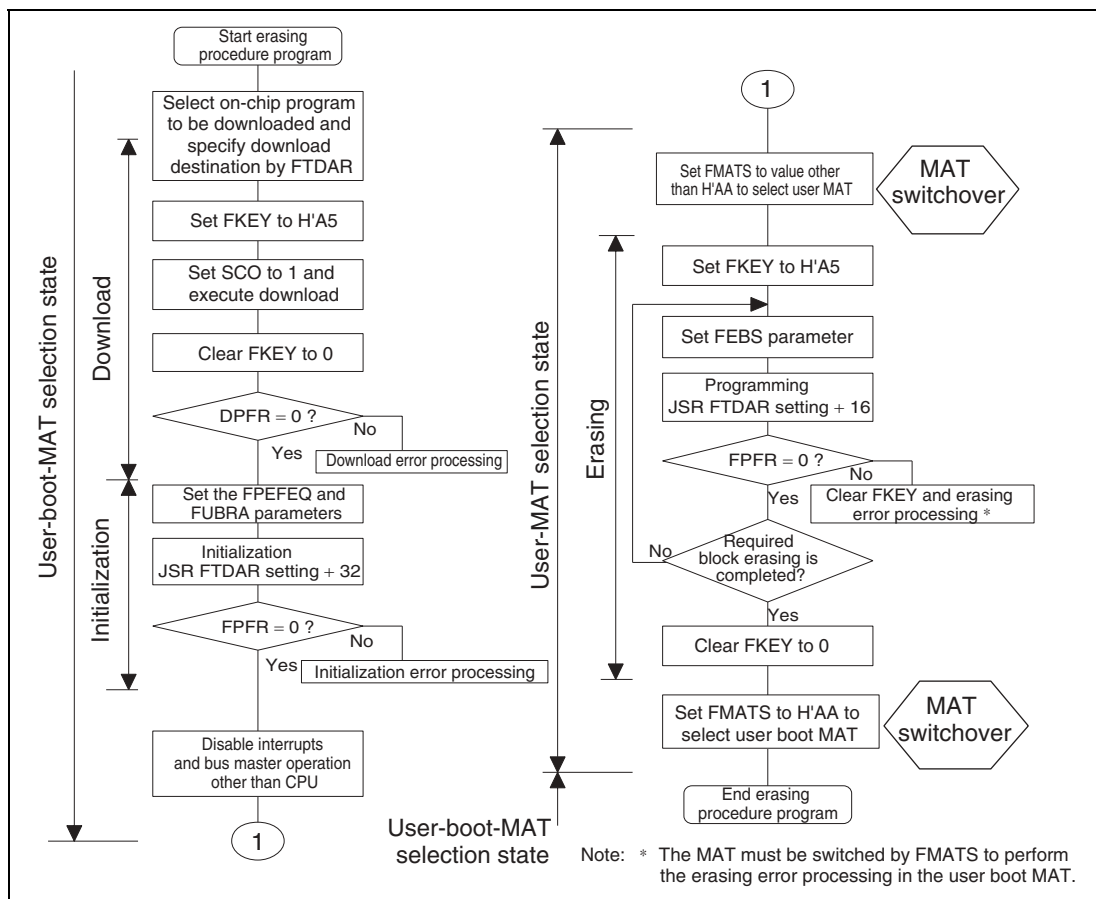 Start erasing
procedure program
Select on-chip program
to be downloaded and
specify download
destination by FTDAR
Set FKEY to H'A5
Set SCO to 1 and
execute download
Clear FKEY to 0
DPFR = 0 ?
No
Yes
Download error processing
Set the FPEFEQ and
FUBRA parameters
Initialization
JSR FTDAR setting + 32
FPFR = 0 ?
No
Yes
Initialization error processing
Disable interrupts
and bus master operation
other than CPU
1
User-boot-MAT selection state
Download
Initialization
1
Set FMATS to value other
than H'AA to select user MAT
MAT
switchover
Set FKEY to H'A5
Set FEBS parameter
Programming
JSR FTDAR setting + 16
FPFR = 0 ?
No
Yes
Clear FKEY and erasing
error processing *
Required
block erasing is
completed?
No
Yes
Clear FKEY to 0
Set FMATS to H'AA to
select user boot MAT
MAT
switchover
End erasing
procedure program
User-MAT selection state
Erasing
User-boot-MAT
selection state
Note: * The MAT must be switched by FMATS to perform
the erasing error processing in the user boot MAT.